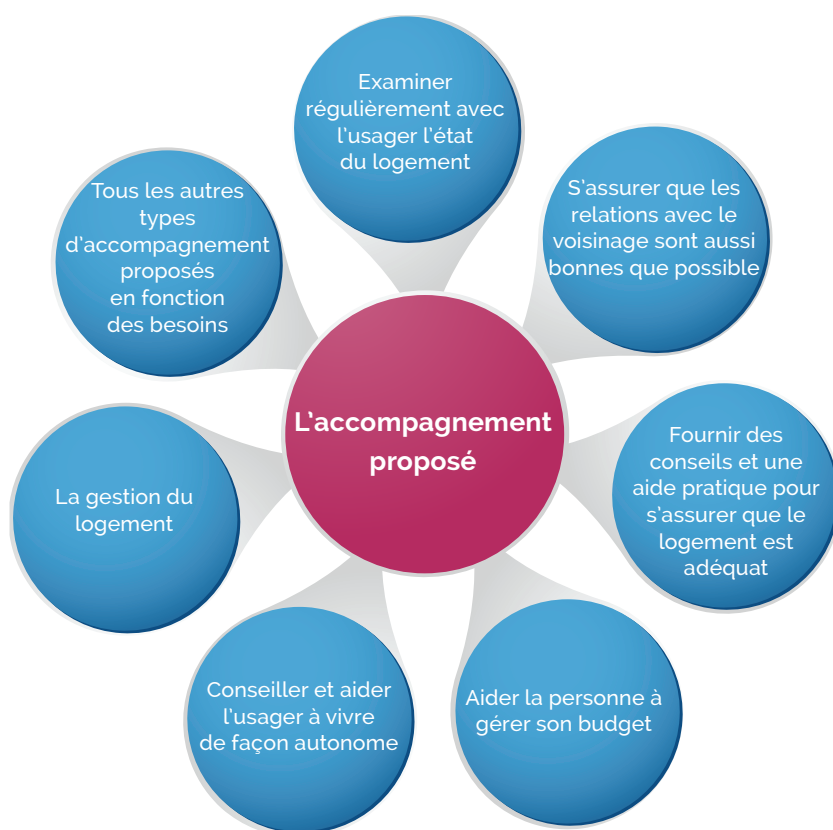 L'accompagnement
proposé
Examiner
régulièrement avec
l'usager l'état
du logement
S'assurer que les
relations avec le
voisinage sont aussi
bonnes que possible
Fournir des
conseils et une
aide pratique pour
s'assurer que le
logement est
adéquat
Aider la personne à
gérer son budget
Conseiller et aider
l'usager à vivre
de façon autonome
La gestion du
logement
Tous les autres
types
d'accompagnement
proposés
en fonction
des besoins